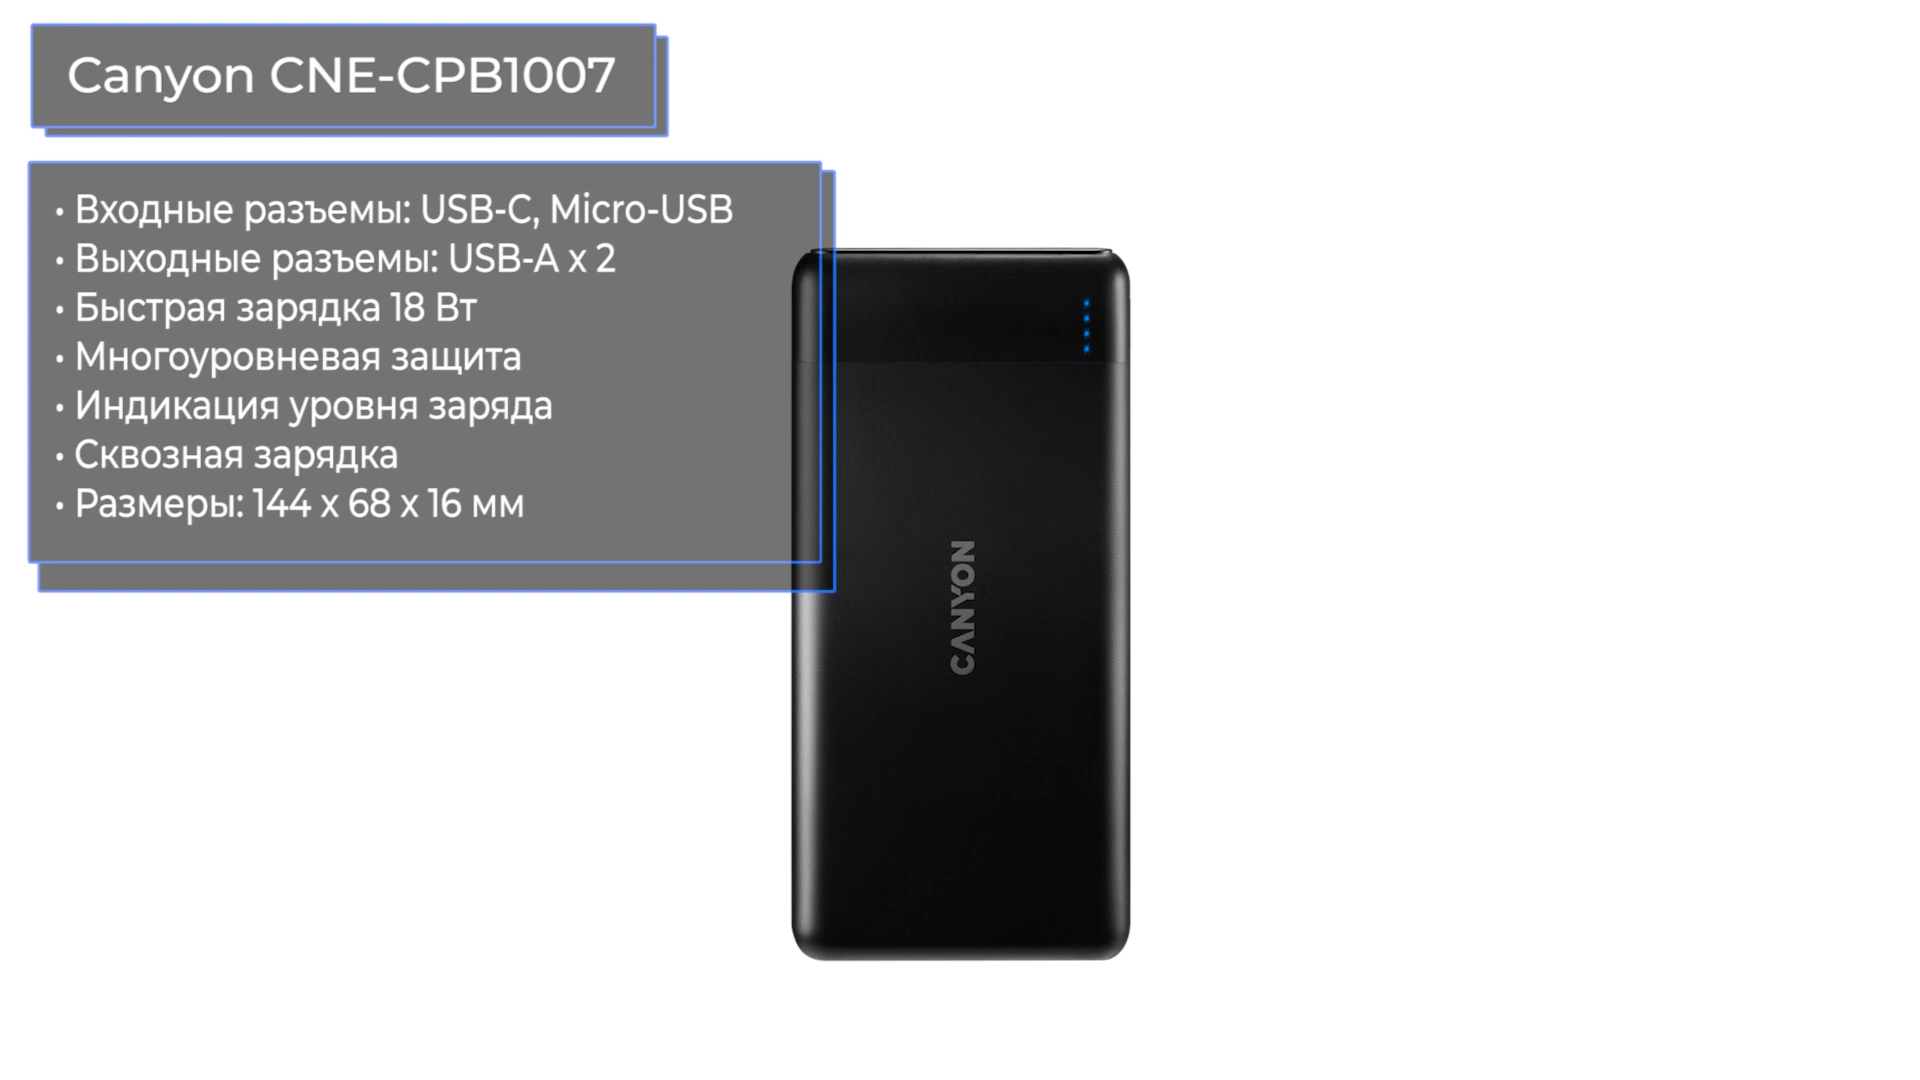 Canyon CNE-CPB1007
• Входные разъемы: USB-C, Micro-USB
• Выходные разъемы: USB-A x 2
• Быстрая зарядка 18 Вт
• Многоуровневая защита
• Индикация уровня заряда
• Сквозная зарядка
• Размеры: 144 x 68 x 16 мм
CANYON